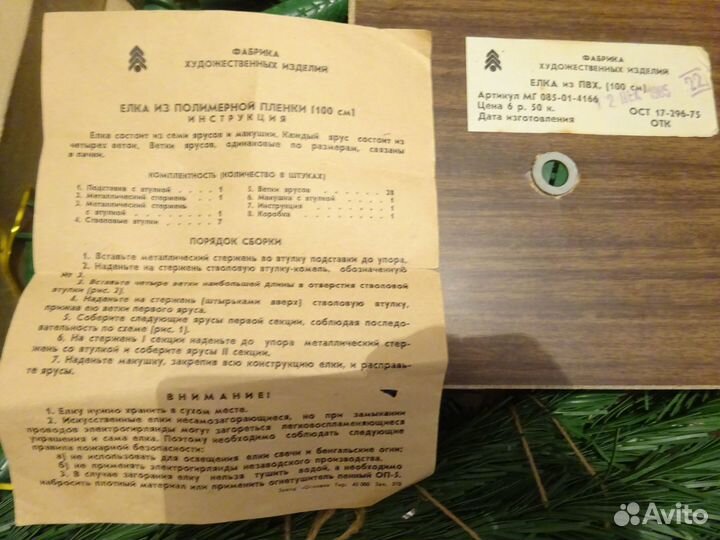 ФАБРИКА
ХУДОЖЕСТВЕННЫХ ИЗДЕЛИЙ
ЕЛКА ИЗ ПОЛИМЕРНОЙ ПЛЕНКИ (100 см)
ИНСТРУКЦИЯ
Елка состоит из семи ярусов и макушки. Каждый ярус состоит из
четырех веток. Ветки ярусов, одинаковые по размерам, связаны
в пачки.
КОМПЛЕКТНОСТЬ (КОЛИЧЕСТВО В ШТУКАХ)
1. Подставка с втулкой . . . . 1
2. Металлический стержень . . 1
3. Металлический стержень
с втулкой . . . . . . . 1
4. Стволовые втулки . . . . 7
5. Ветки ярусов . . . . . . . 28
6. Макушка с втулкой . . . . 1
7. Инструкция . . . . . . . 1
8. Коробка . . . . . . . . 1
ПОРЯДОК СБОРКИ
1. Вставьте металлический стержень во втулку подставки до упора.
2. Наденьте на стержень стволовую втулку-комель, обозначенную
3. Вставьте четыре ветки наибольшей длины в отверстия стволовой
втулки (рис. 2).
4. Наденьте на стержень (штырьками вверх) стволовую втулку,
прижав ею ветки первого яруса.
5. Соберите следующие ярусы первой секции, соблюдая последо-
вательность по схеме (рис. 1).
6. На стержень I секции наденьте до упора металлический стер-
жень со втулкой и соберите ярусы II секции.
7. Наденьте макушку, закрепив всю конструкцию елки, и расправь-
те ярусы.
ВНИМАНИЕ!
1. Елку нужно хранить в сухом месте.
2. Искусственные елки несамозагорающиеся, но при замыкании
проводов электрогирлянды могут загореться легковоспламеняющиеся
украшения и сама елка. Поэтому необходимо соблюдать следующие
правила пожарной безопасности:
а) не использовать для освещения елки свечи и бенгальские огни;
б) не применять электрогирлянды незаводского производства.
3. В случае загорания елку нельзя тушить водой, а необходимо
набросить плотный материал или применить огнетушитель пенный ОП-5.
ФАБРИКА
ХУДОЖЕСТВЕННЫХ ИЗДЕЛИЙ
ЕЛКА из ПВХ, (100 см)
Артикул МГ 085-01-4166
Цена 6 р. 50 к.
Дата изготовления
12 ДЕК 1985
22
ОСТ 17-296-75
ОТК
Avito